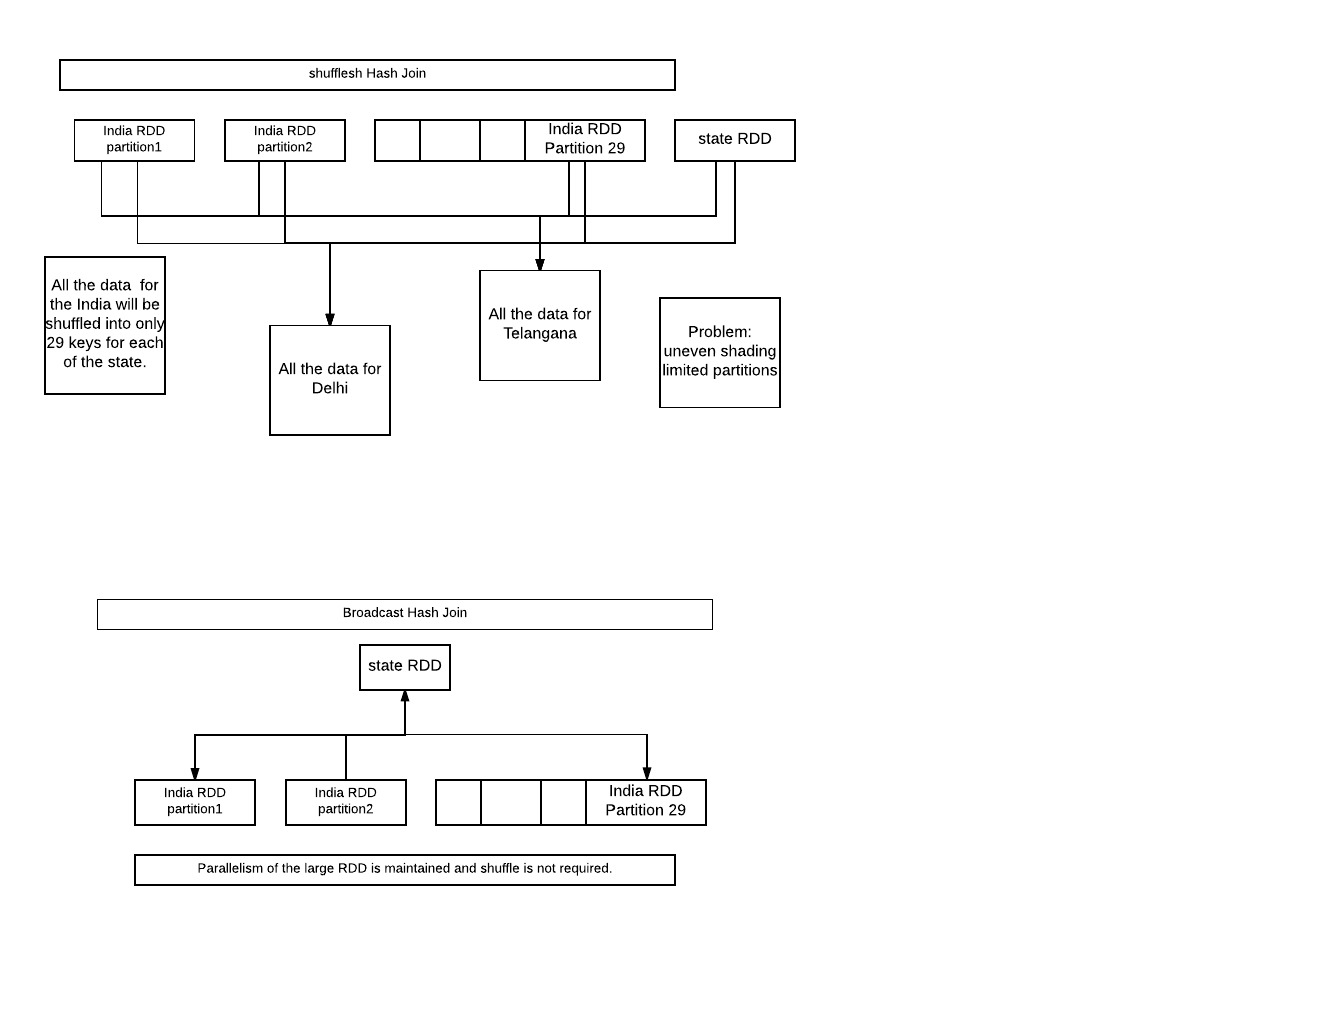 shufflesh Hash Join
India RDD
partition1
India RDD
partition2
India RDD
Partition 29
state RDD
All the data  for
the India will be
shuffled into only
29 keys for each
of the state.
All the data for
Delhi
All the data for
Telangana
Problem:
uneven shading
limited partitions
Broadcast Hash Join
state RDD
India RDD
partition1
India RDD
partition2
India RDD
Partition 29
Parallelism of the large RDD is maintained and shuffle is not required.